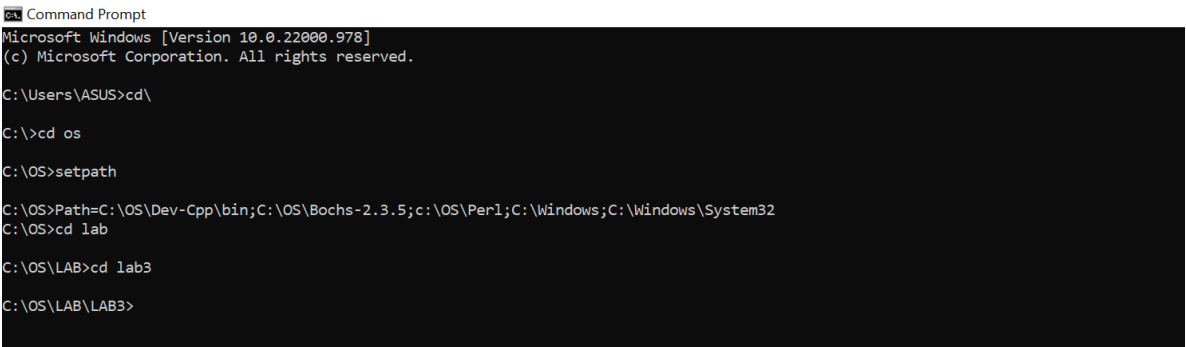 Command Prompt
Microsoft Windows [Version 10.0.22000.978]
(c) Microsoft Corporation. All rights reserved.
C:\Users\ASUS>cd\
C:\>cd os
C:\OS>setpath
C:\OS>Path=C:\OS\Dev-Cpp\bin;C:\OS\Bochs-2.3.5;c:\OS\Perl;C:\Windows;C:\Windows\System32
C:\OS>cd lab
C:\OS\LAB>cd lab3
C:\OS\LAB\LAB3>